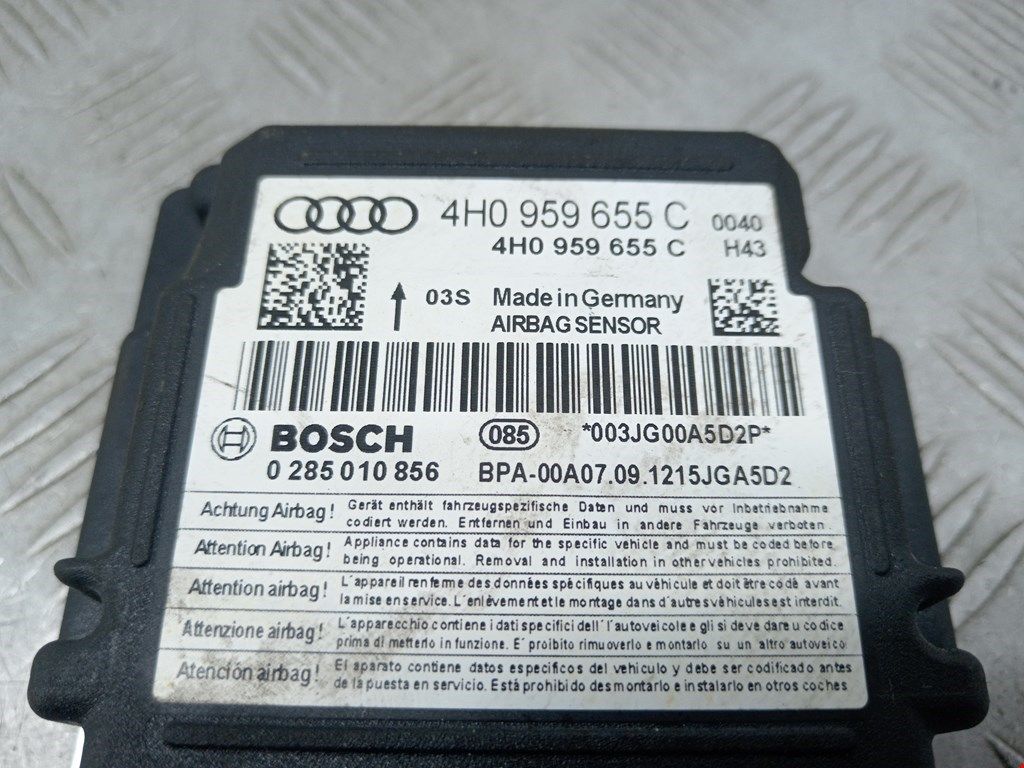 4H0 959 655 C 0040
4H0 959 655 C H43
03S Made in Germany
AIRBAG SENSOR
BOSCH 085 *003JG00A5D2P*
0 285 010 856 BPA-00A07.09.1215JGA5D2
Achtung Airbag! Gerät enthält fahrzeugspezifische Daten und muss vor Inbetriebnahme
codiert werden. Entfernen und Einbau in andere Fahrzeuge verboten.
Attention Airbag! Appliance contains data for the specific vehicle and must be coded before
being operational. Removal and installation in other vehicles prohibited.
Attention airbag! L'appareil renferme des données spécifiques au véhicule et doit être codé avant
la mise en service. L'enlèvement et le montage dans d'autres véhicules est interdit.
Attenzione airbag! L'apparecchio contiene i dati specifici dell'l'autoveicolo e gli si deve dare u codice
prima di metterlo in funzione. E' proibito rimuoverlo e montarlo su un altro autoveico
Atención airbag! El aparato contiene datos especificos del vehiculo y debe ser codificado antes
de la puesta en servicio. Está prohibido desmontarlo e instalarlo en otros coches